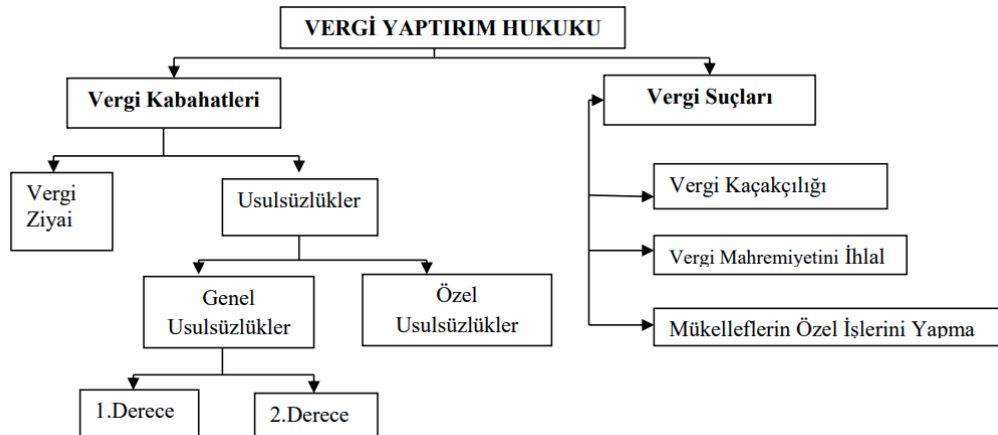 VERGİ YAPTIRIM HUKUKU
Vergi Kabahatleri
Vergi Suçları
Vergi
Ziyai
Usulsüzlükler
Vergi Kaçakçılığı
Vergi Mahremiyetini İhlal
Genel
Usulsüzlükler
Özel
Usulsüzlükler
Mükelleflerin Özel İşlerini Yapma
1.Derece
2.Derece